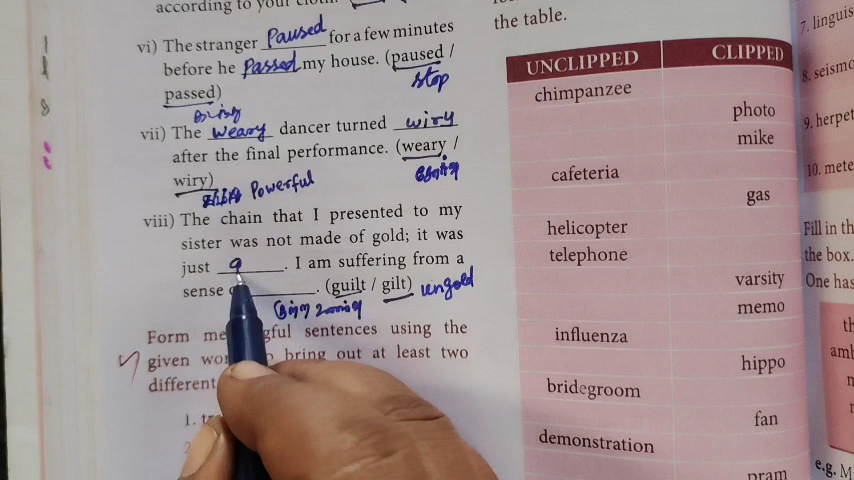 according to your cloth.
the table.
vi) The stranger Paused for a few minutes
before he Passed my house. (paused /
passed)
stop
vii) The weary dancer turned wiry
after the final performance. (weary /
wiry)
Powerful
viii) The chain that I presented to my
sister was not made of gold; it was
just g. I am suffering from a
sense . (guilt / gilt) ungold
Form sentences using the
given bring out at least two
different
1.
UNCLIPPED CLIPPED
chimpanzee
photo
mike
cafeteria
gas
helicopter
telephone
varsity
memo
influenza
hippo
bridegroom
fan
demonstration
pram
7. linguis
8. seismo
9. herpet
10. mete
Fill in th
the box.
One has
e.g. M